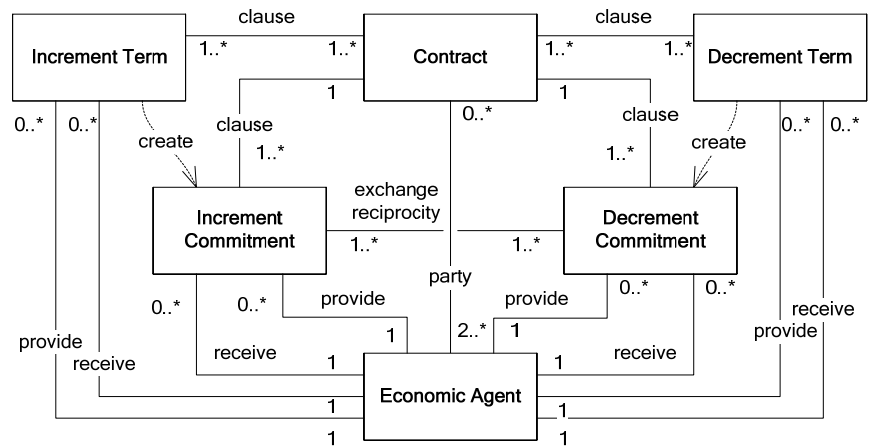 clause
clause
Increment Term
1..*
1..*
Contract
1..*
1..*
Decrement Term
1
1
0..*
0..*
0..*
0..*
0..*
clause
clause
create
create
1..*
1..*
exchange
reciprocity
Increment
Commitment
Decrement
Commitment
1..*
1..*
party
0..*
0..*
0..*
0..*
provide
provide
receive
provide
1
2..*
1
provide
receive
receive
receive
1
1
Economic Agent
1
1
1
1